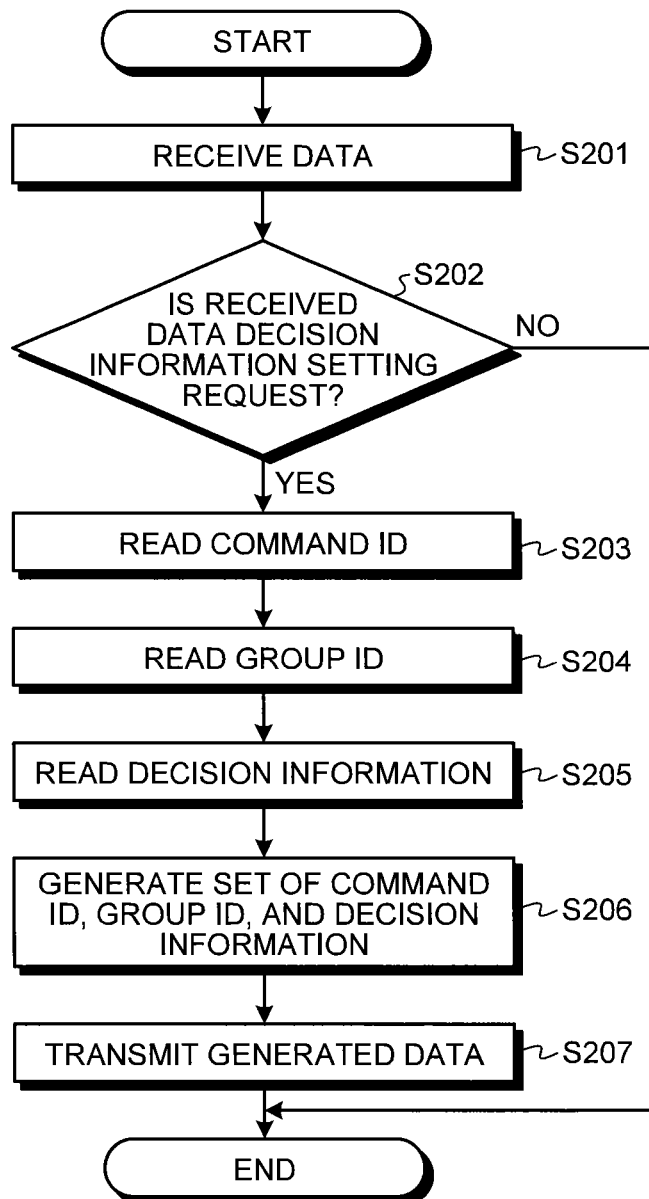 START
RECEIVE DATA
S201
S202
IS RECEIVED
DATA DECISION
INFORMATION SETTING
REQUEST?
NO
YES
READ COMMAND ID
S203
READ GROUP ID
S204
READ DECISION INFORMATION
S205
GENERATE SET OF COMMAND
ID, GROUP ID, AND DECISION
INFORMATION
S206
TRANSMIT GENERATED DATA
S207
END